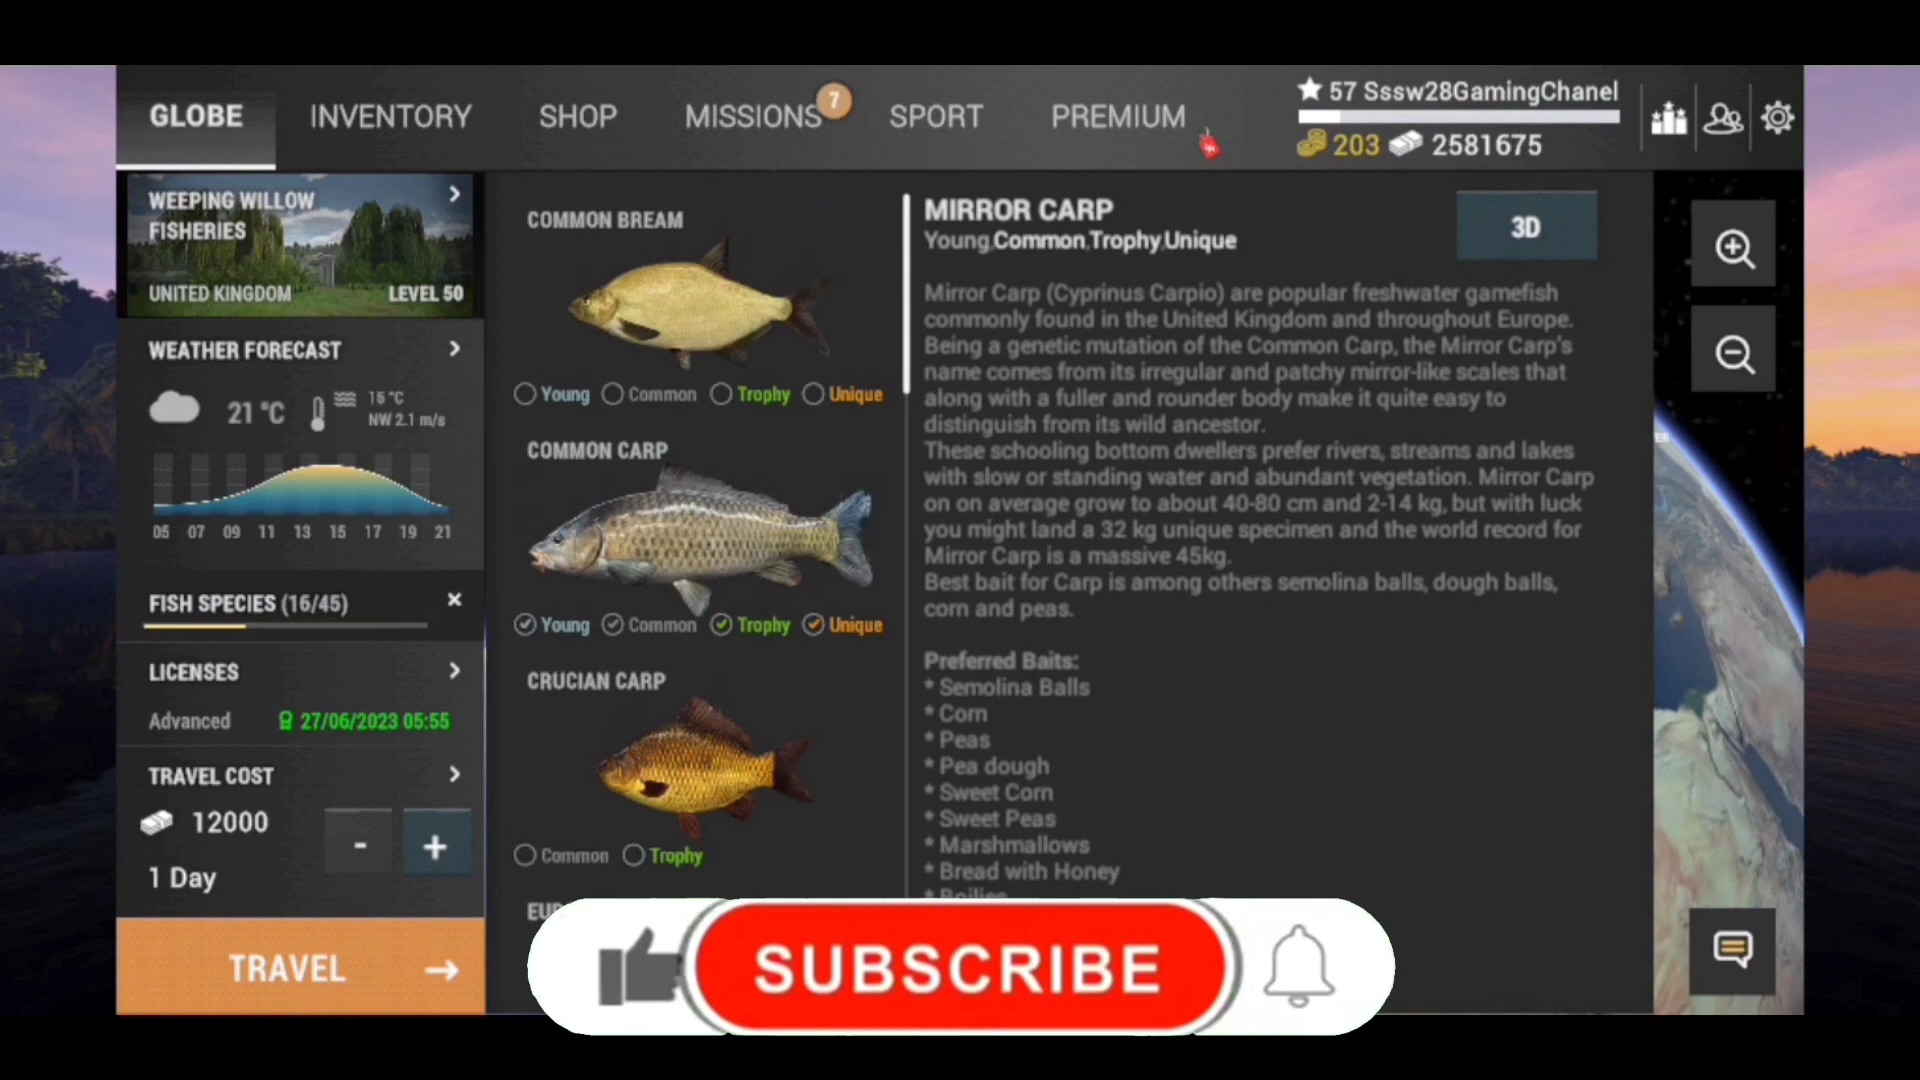 GLOBE
INVENTORY
SHOP
MISSIONS
7
SPORT
PREMIUM
57 Sssw28GamingChanel
203 2581675
WEEPING WILLOW
FISHERIES
UNITED KINGDOM LEVEL 50
WEATHER FORECAST
21 °C
15 °C
NW 2.1 m/s
05 07 09 11 13 15 17 19 21
FISH SPECIES (16/45)
LICENSES
Advanced 27/06/2023 05:55
TRAVEL COST
12000
- +
1 Day
TRAVEL
COMMON BREAM
Young Common Trophy Unique
COMMON CARP
Young Common Trophy Unique
CRUCIAN CARP
Common Trophy
MIRROR CARP
Young,Common,Trophy,Unique
3D
Mirror Carp (Cyprinus Carpio) are popular freshwater gamefish
commonly found in the United Kingdom and throughout Europe.
Being a genetic mutation of the Common Carp, the Mirror Carp's
name comes from its irregular and patchy mirror-like scales that
along with a fuller and rounder body make it quite easy to
distinguish from its wild ancestor.
These schooling bottom dwellers prefer rivers, streams and lakes
with slow or standing water and abundant vegetation. Mirror Carp
on on average grow to about 40-80 cm and 2-14 kg, but with luck
you might land a 32 kg unique specimen and the world record for
Mirror Carp is a massive 45kg.
Best bait for Carp is among others semolina balls, dough balls,
corn and peas.
Preferred Baits:
* Semolina Balls
* Corn
* Peas
* Pea dough
* Sweet Corn
* Sweet Peas
* Marshmallows
* Bread with Honey
* Boilies
SUBSCRIBE